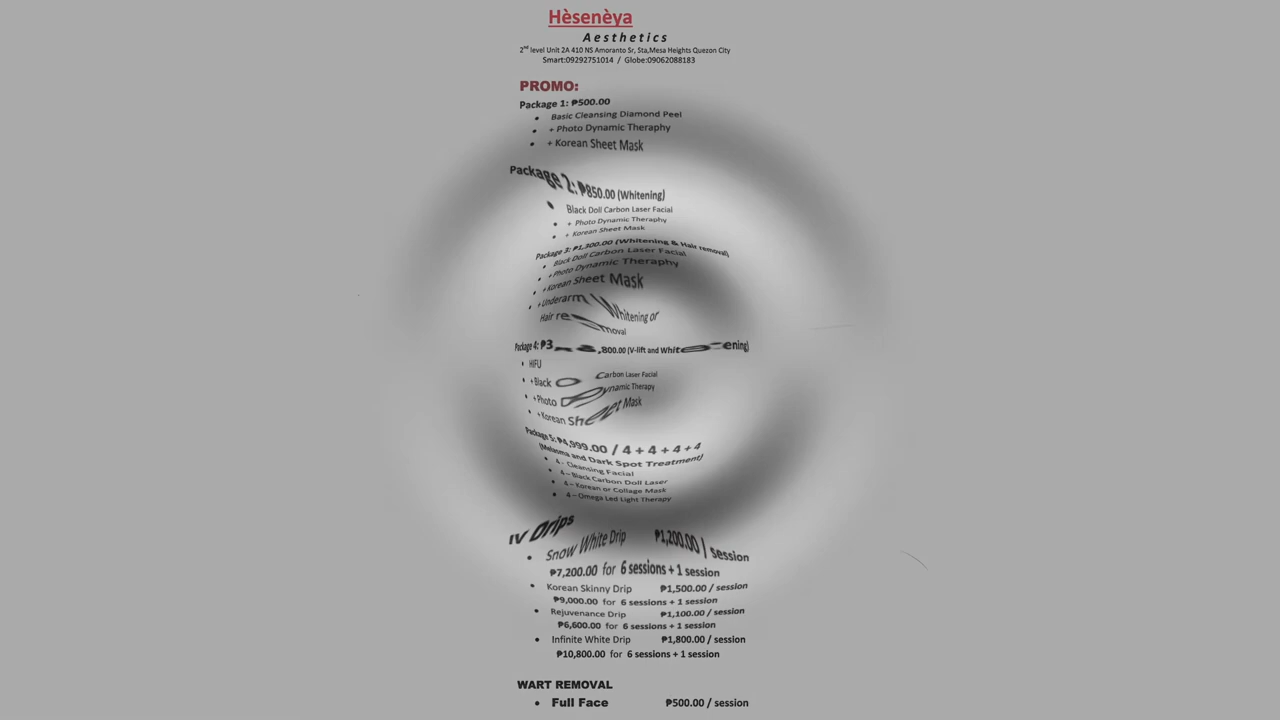 Hèsenèya
Aesthetics
2nd level Unit 2A 410 NS Amoranto Sr, Sta,Mesa Heights Quezon City
Smart:09292751014 / Globe:09062088183
PROMO:
Package 1: ₱500.00
• Basic Cleansing Diamond Peel
• + Photo Dynamic Theraphy
• + Korean Sheet Mask
Package 2: ₱850.00 (Whitening)
• Black Doll Carbon Laser Facial
• + Photo Dynamic Theraphy
• + Korean Sheet Mask
Package 3: ₱1,300.00 (Whitening & Hair removal)
• Black Doll Carbon Laser Facial
• +Photo Dynamic Theraphy
• +Korean Sheet Mask
• +Underarm Whitening or
Hair removal
Package 4: ₱3,800.00 (V-lift and Whitening)
• HIFU
• +Black Carbon Laser Facial
• +Photo Dynamic Therapy
• +Korean Sheet Mask
Package 5: ₱4,999.00 / 4 + 4 + 4 + 4
(Melasma and Dark Spot Treatment)
• 4 - Cleansing Facial
• 4 – Black Carbon Doll Laser
• 4 – Korean or Collage Mask
• 4 – Omega Led Light Therapy
IV Drips
• Snow White Drip ₱1,200.00 / session
₱7,200.00 for 6 sessions + 1 session
• Korean Skinny Drip ₱1,500.00 / session
₱9,000.00 for 6 sessions + 1 session
• Rejuvenance Drip ₱1,100.00 / session
₱6,600.00 for 6 sessions + 1 session
• Infinite White Drip ₱1,800.00 / session
₱10,800.00 for 6 sessions + 1 session
WART REMOVAL
• Full Face ₱500.00 / session